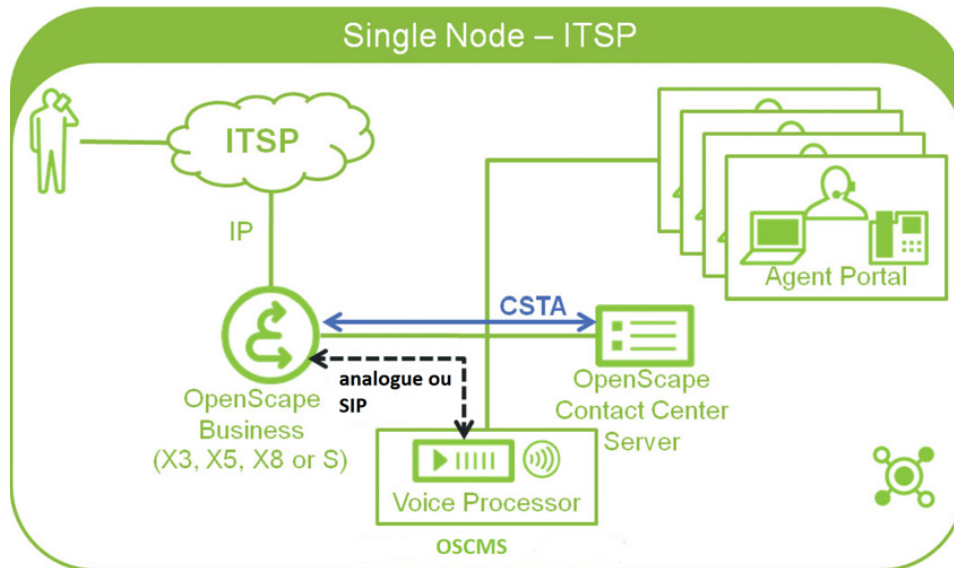 Single Node – ITSP
ITSP
IP
CSTA
analogue ou
SIP
OpenScape
Business
(X3, X5, X8 or S)
OpenScape
Contact Center
Server
Agent Portal
Voice Processor
OSCMS